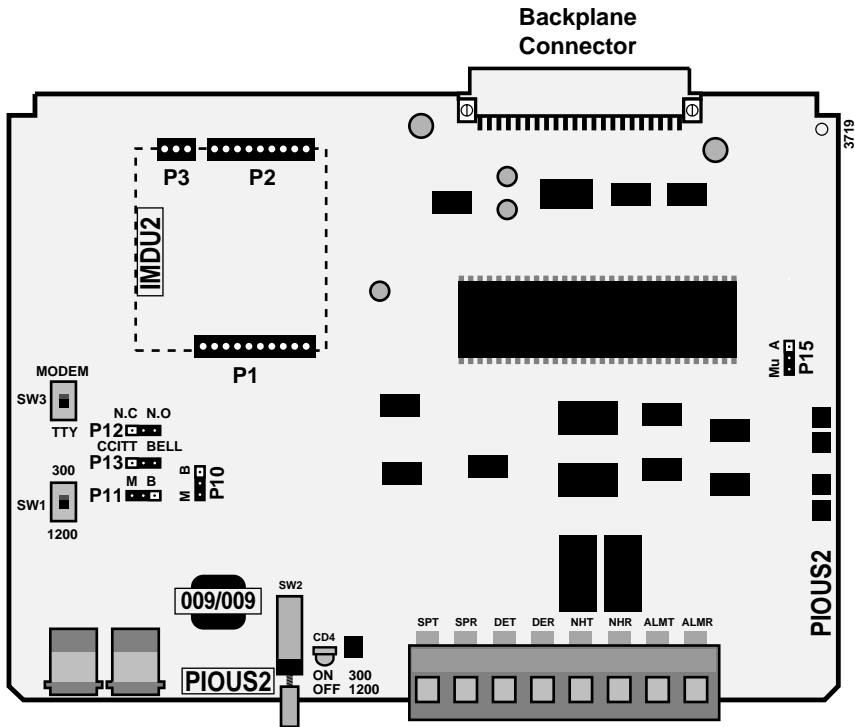 Backplane
Connector
3719
P3 P2
IMDU2
P1
A
Mu
P15
MODEM
SW3
TTY
N.C N.O
P12
CCITT BELL
P13
M B
P11
300
SW1
1200
B
M
P10
009/009
SW2
CD4
ON 300
OFF 1200
PIOUS2
SPT SPR DET DER NHT NHR ALMT ALMR
PIOUS2